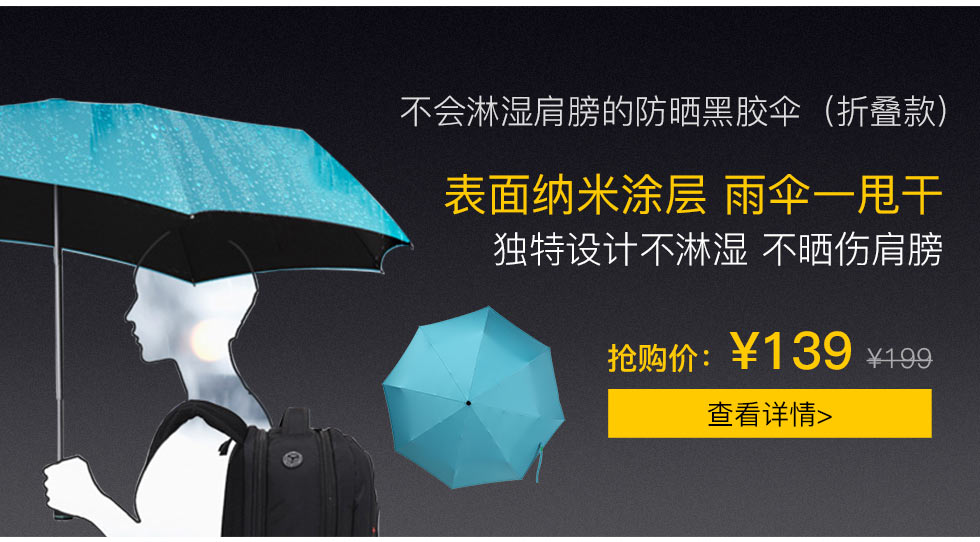 不会淋湿肩膀的防晒黑胶伞（折叠款）
表面纳米涂层 雨伞一甩干
独特设计不淋湿 不晒伤肩膀
抢购价：¥139 ¥199
查看详情>